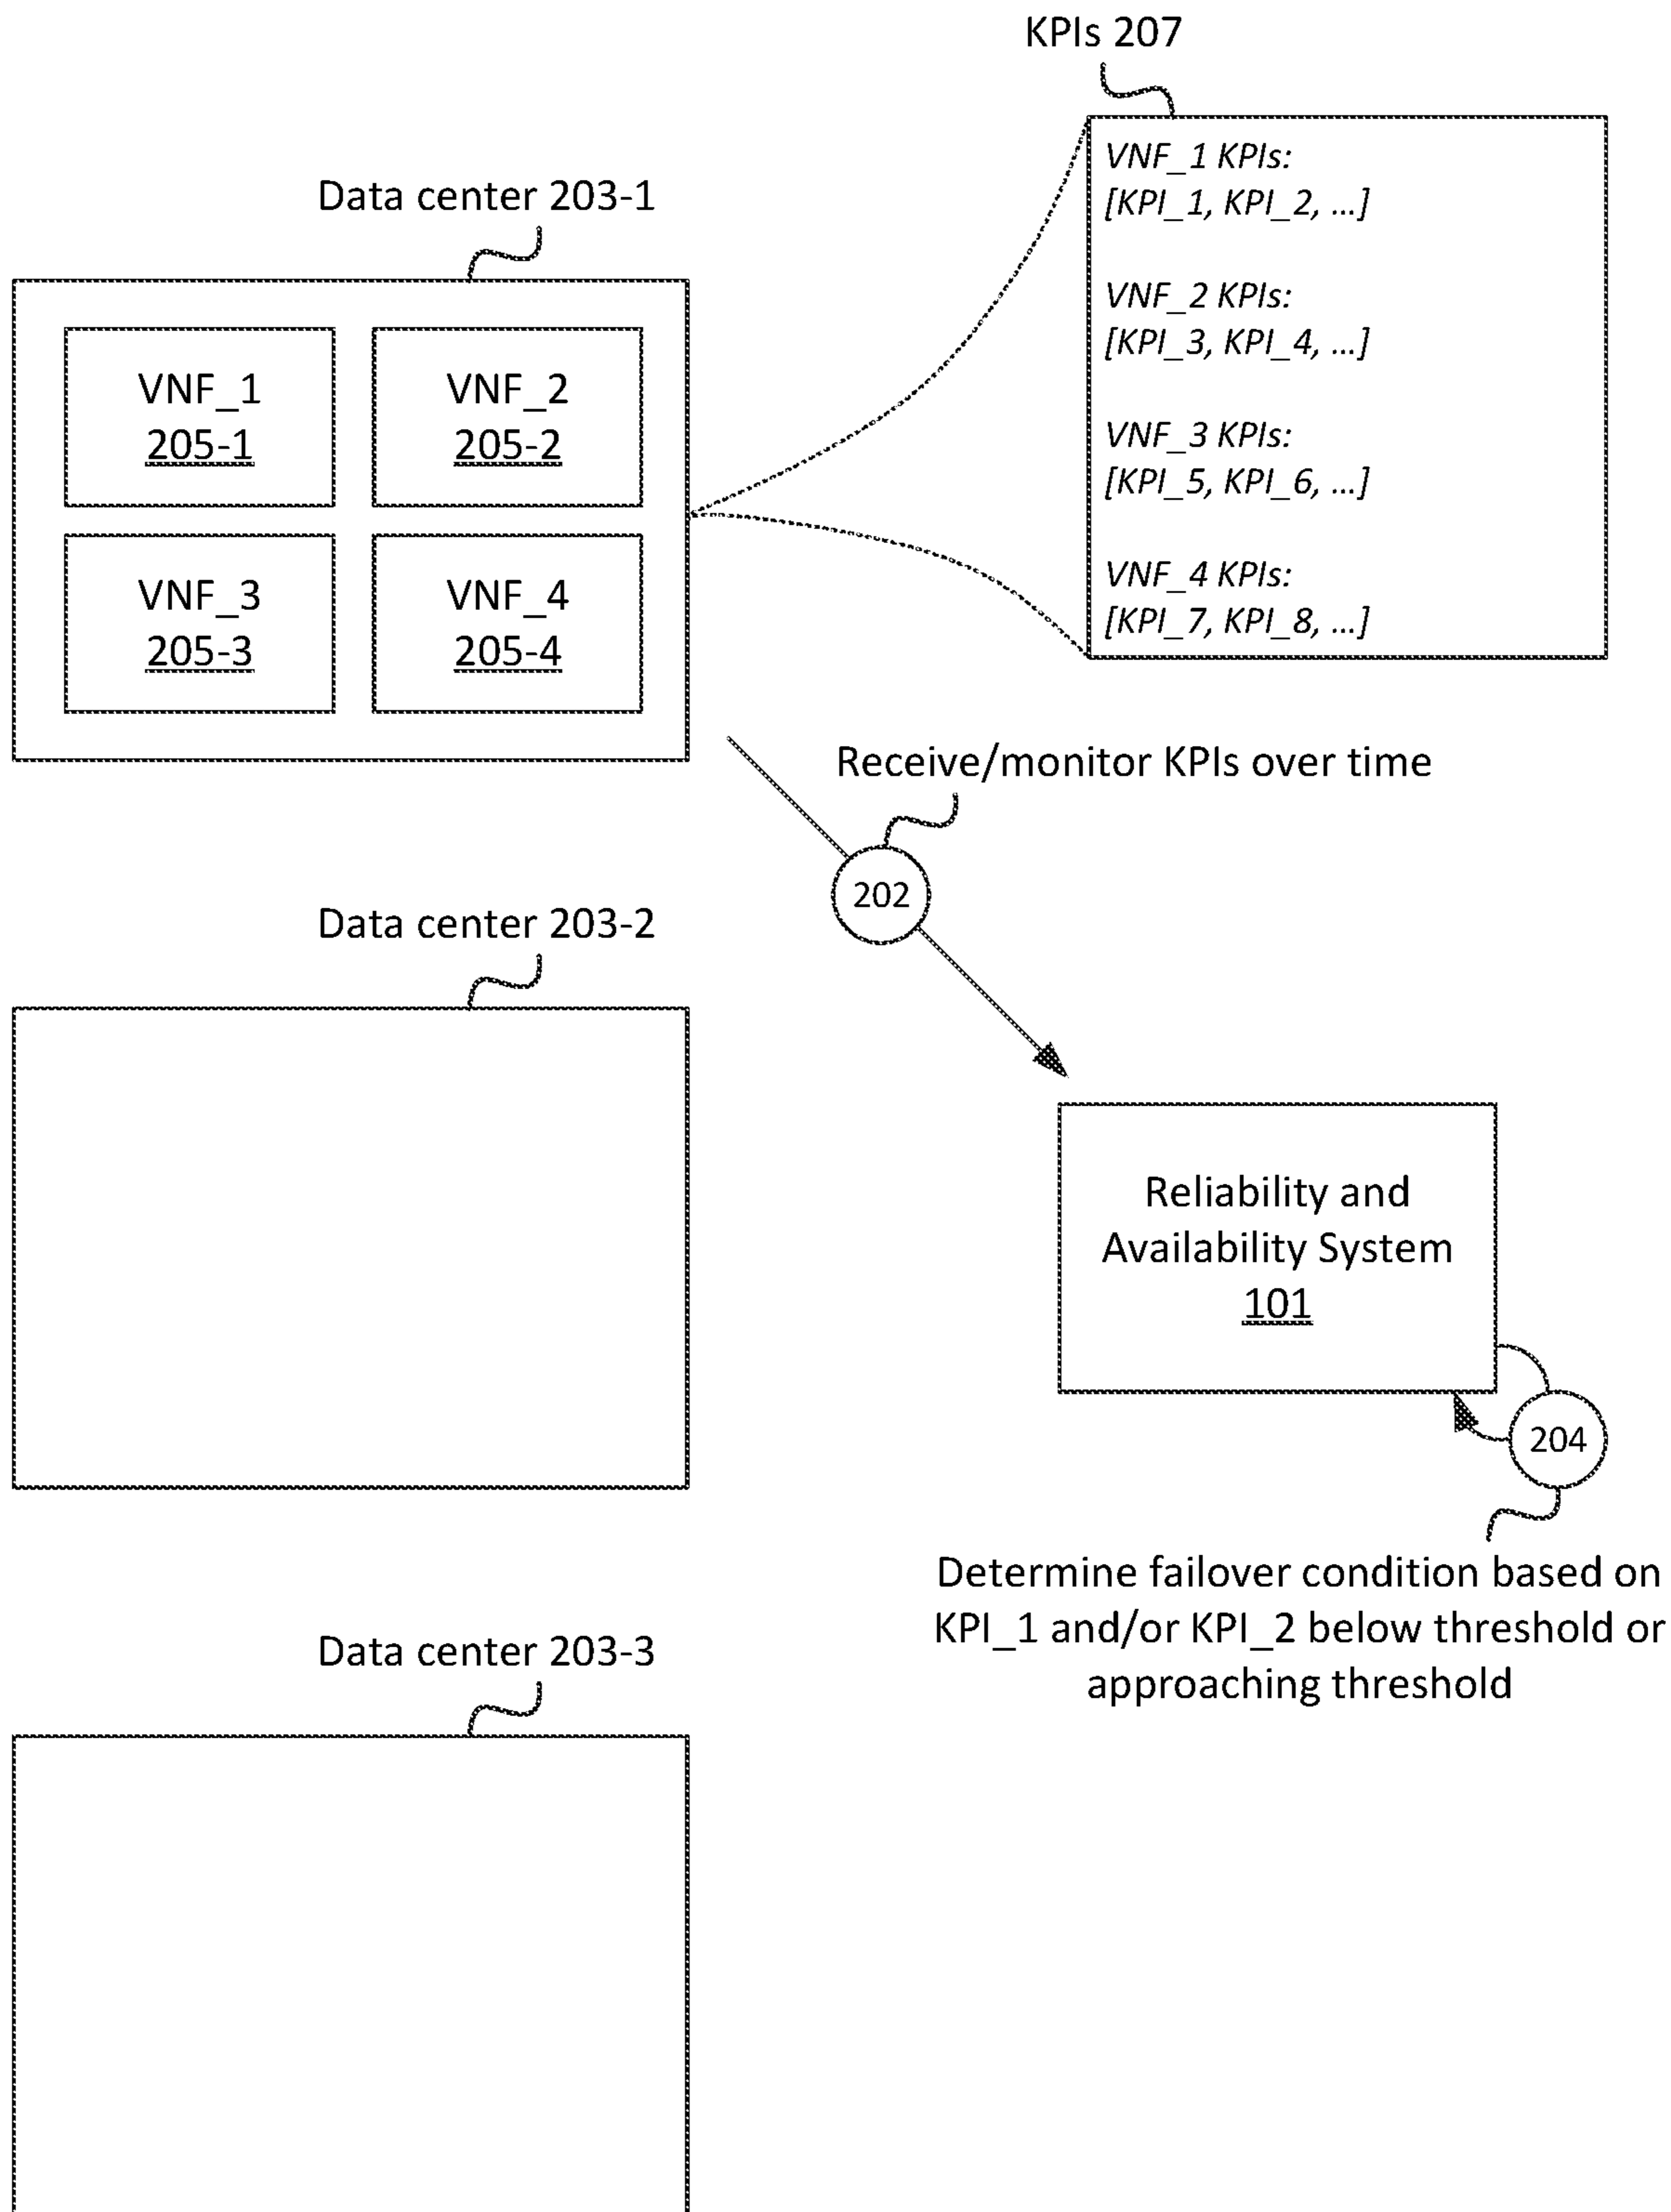 KPIs 207
Data center 203-1
VNF_1
205-1
VNF_2
205-2
VNF_3
205-3
VNF_4
205-4
VNF_1 KPIs:
[KPI_1, KPI_2, ...]
VNF_2 KPIs:
[KPI_3, KPI_4, ...]
VNF_3 KPIs:
[KPI_5, KPI_6, ...]
VNF_4 KPIs:
[KPI_7, KPI_8, ...]
Receive/monitor KPIs over time
202
Data center 203-2
Reliability and
Availability System
101
204
Determine failover condition based on
KPI_1 and/or KPI_2 below threshold or
approaching threshold
Data center 203-3